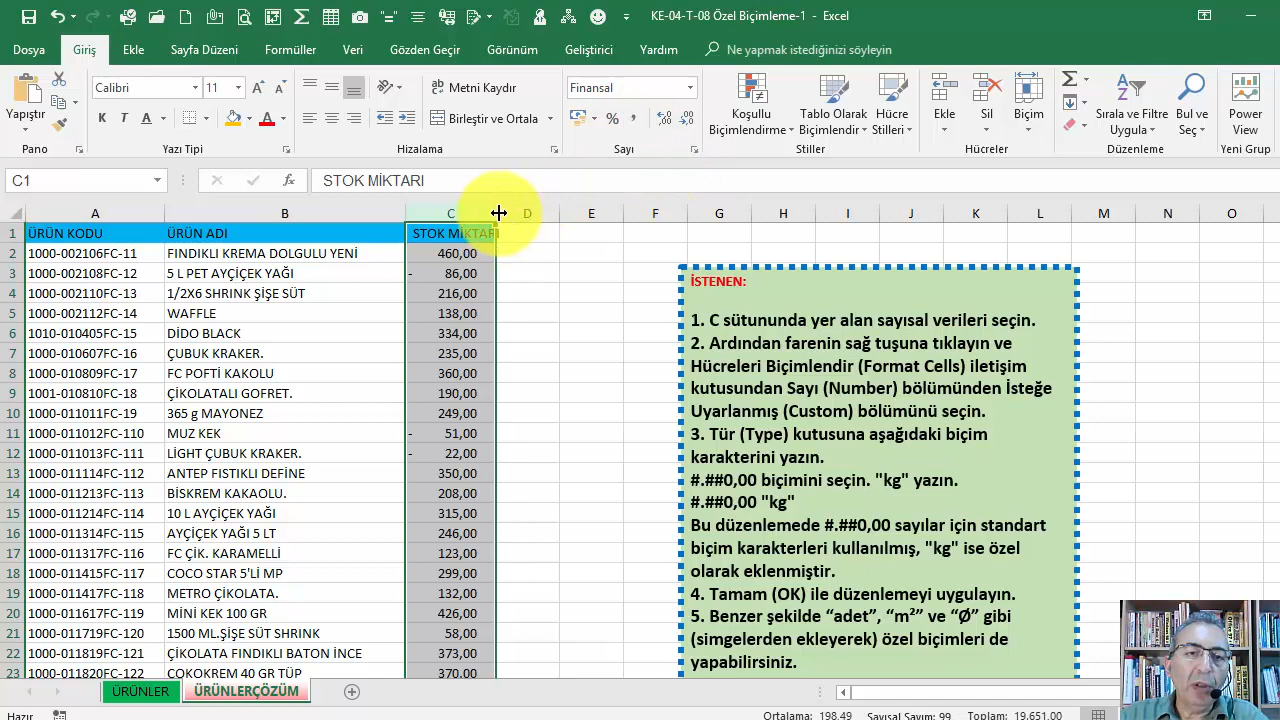 KE-04-T-08 Özel Biçimleme-1 - Excel
Dosya Giriş Ekle Sayfa Düzeni Formüller Veri Gözden Geçir Görünüm Geliştirici Yardım Ne yapmak istediğinizi söyleyin
Calibri 11 Metni Kaydır Finansal
Yapıştır Birleştir ve Ortala Koşullu Biçimlendirme Tablo Olarak Biçimlendir Hücre Stilleri Ekle Sil Biçim Sırala ve Filtre Uygula Bul ve Seç Power View
Pano Yazı Tipi Hizalama Sayı Stiller Hücreler Düzenleme Yeni Grup
C1 STOK MİKTARI
A B C D E F G H I J K L M N O
1 ÜRÜN KODU ÜRÜN ADI STOK MİKTARI
2 1000-002106FC-11 FINDIKLI KREMA DOLGULU YENİ 460,00
3 1000-002108FC-12 5 L PET AYÇİÇEK YAĞI - 86,00
4 1000-002110FC-13 1/2X6 SHRINK ŞİŞE SÜT 216,00
5 1000-002112FC-14 WAFFLE 138,00
6 1010-010405FC-15 DİDO BLACK 334,00
7 1000-010607FC-16 ÇUBUK KRAKER. 235,00
8 1000-010809FC-17 FC POFTİ KAKOLU 360,00
9 1001-010810FC-18 ÇİKOLATALI GOFRET. 190,00
10 1000-011011FC-19 365 g MAYONEZ 249,00
11 1000-011012FC-110 MUZ KEK - 51,00
12 1000-011013FC-111 LİGHT ÇUBUK KRAKER. - 22,00
13 1000-011114FC-112 ANTEP FISTIKLI DEFİNE 350,00
14 1000-011213FC-113 BİSKREM KAKAOLU. 208,00
15 1000-011214FC-114 10 L AYÇİÇEK YAĞI 315,00
16 1000-011314FC-115 AYÇİÇEK YAĞI 5 LT 246,00
17 1000-011317FC-116 FC ÇİK. KARAMELLİ 123,00
18 1000-011415FC-117 COCO STAR 5'Lİ MP 299,00
19 1000-011417FC-118 METRO ÇİKOLATA. 132,00
20 1000-011617FC-119 MİNİ KEK 100 GR 426,00
21 1000-011719FC-120 1500 ML.ŞİŞE SÜT SHRINK 58,00
22 1000-011819FC-121 ÇİKOLATA FINDIKLI BATON İNCE 373,00
23 1000-011820FC-122 ÇOKOKREM 40 GR TÜP 370,00
İSTENEN:
1. C sütununda yer alan sayısal verileri seçin.
2. Ardından farenin sağ tuşuna tıklayın ve
Hücreleri Biçimlendir (Format Cells) iletişim
kutusundan Sayı (Number) bölümünden İsteğe
Uyarlanmış (Custom) bölümünü seçin.
3. Tür (Type) kutusuna aşağıdaki biçim
karakterini yazın.
#.##0,00 biçimini seçin. "kg" yazın.
#.##0,00 "kg"
Bu düzenlemede #.##0,00 sayılar için standart
biçim karakterleri kullanılmış, "kg" ise özel
olarak eklenmiştir.
4. Tamam (OK) ile düzenlemeyi uygulayın.
5. Benzer şekilde “adet”, “m²” ve “Ø” gibi
(simgelerden ekleyerek) özel biçimleri de
yapabilirsiniz.
ÜRÜNLER ÜRÜNLERÇÖZÜM
Hazır Ortalama: 198,49 Sayısal Sayım: 99 Toplam: 19.651,00